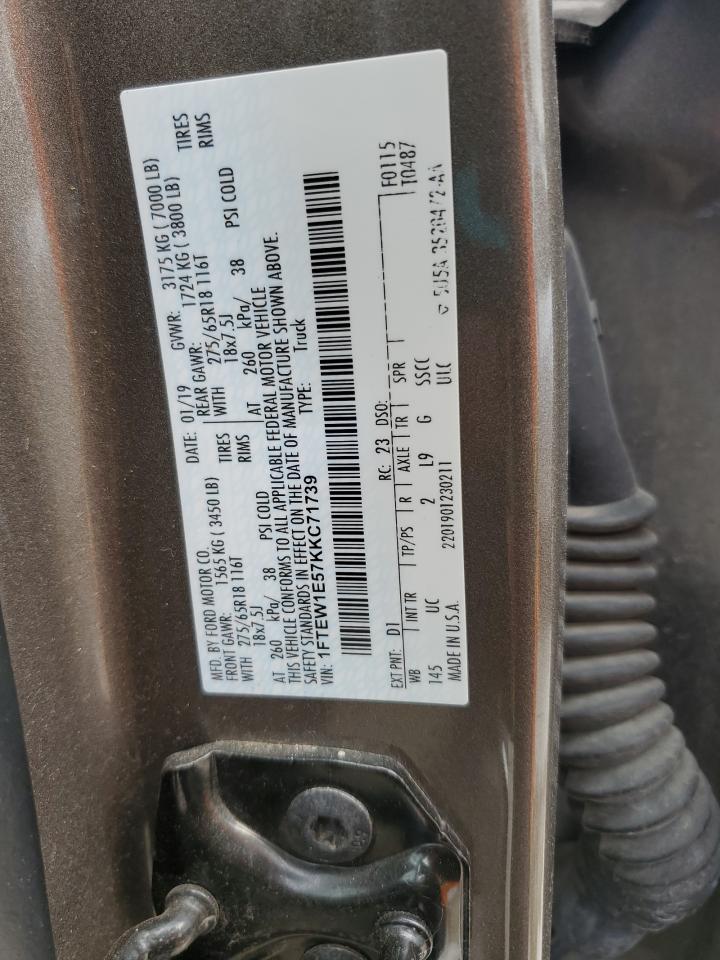 MFD. BY FORD MOTOR CO.
DATE: 01/19 GVWR: 3175 KG ( 7000 LB)
FRONT GAWR: 1565 KG ( 3450 LB) REAR GAWR: 1724 KG ( 3800 LB)
WITH 275/65R18 116T TIRES WITH 275/65R18 116T TIRES
18x7.5J RIMS 18x7.5J RIMS
AT 260 kPa/ 38 PSI COLD AT 260 kPa/ 38 PSI COLD
THIS VEHICLE CONFORMS TO ALL APPLICABLE FEDERAL MOTOR VEHICLE
SAFETY STANDARDS IN EFFECT ON THE DATE OF MANUFACTURE SHOWN ABOVE.
VIN: 1FTEW1E57KKC71739 TYPE: Truck
F0115
T0487
EXT PNT: D1 RC: 23 DSO:
WB INT TR TP/PS R AXLE TR SPR
145 UC 2 L9 G SSCC
MADE IN U.S.A. 2201901230211 UILC